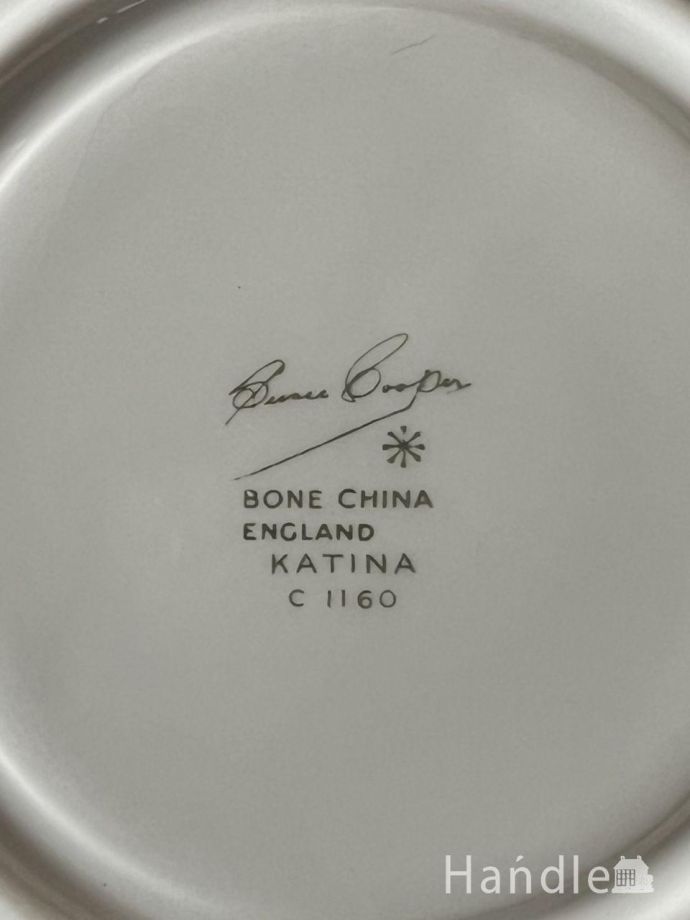 Susie Cooper
BONE CHINA
ENGLAND
KATINA
C 1160
Handle